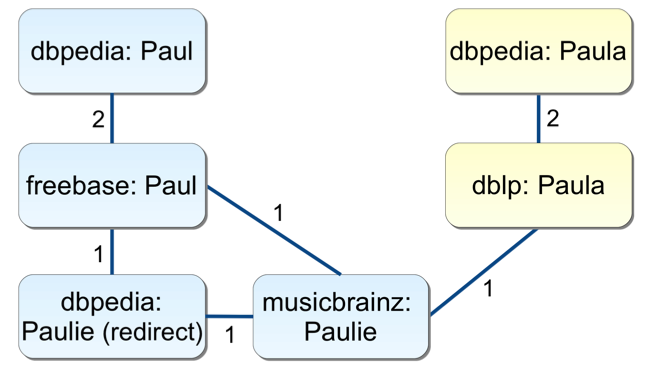 dbpedia: Paul
dbpedia: Paula
2
2
freebase: Paul
dblp: Paula
1
1
1
dbpedia:
Paulie (redirect)
1
musicbrainz:
Paulie